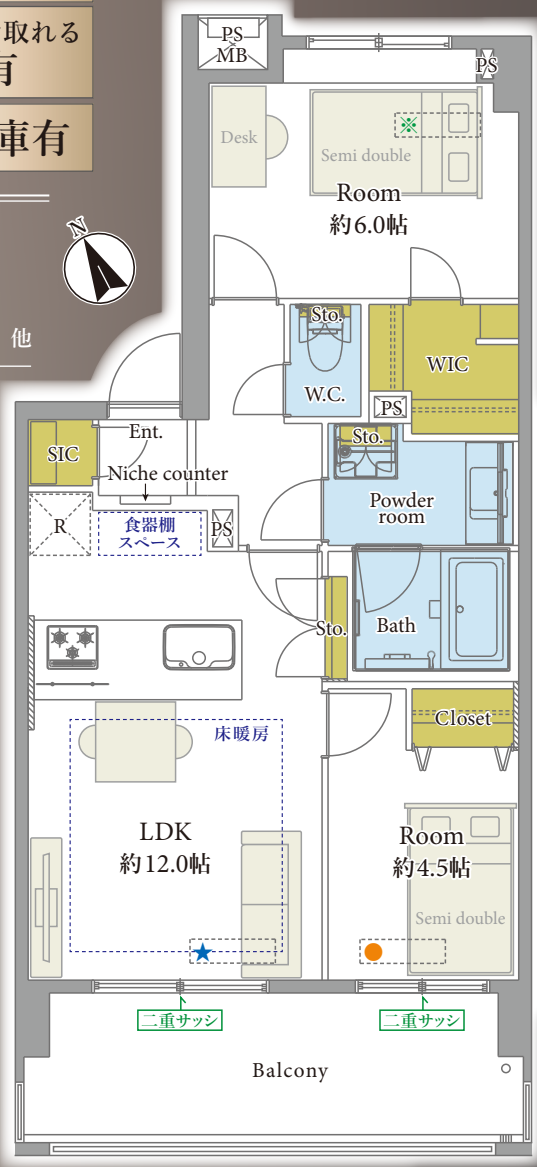 取れる
有
庫有
N
他
PS
MB
PS
Desk
Semi double
※
Room
約6.0帖
Sto.
W.C.
WIC
PS
Ent.
SIC
Niche counter
Sto.
Powder
room
R
食器棚
スペース
PS
Bath
Sto.
床暖房
Closet
LDK
約12.0帖
Room
約4.5帖
Semi double
★
二重サッシ
二重サッシ
Balcony